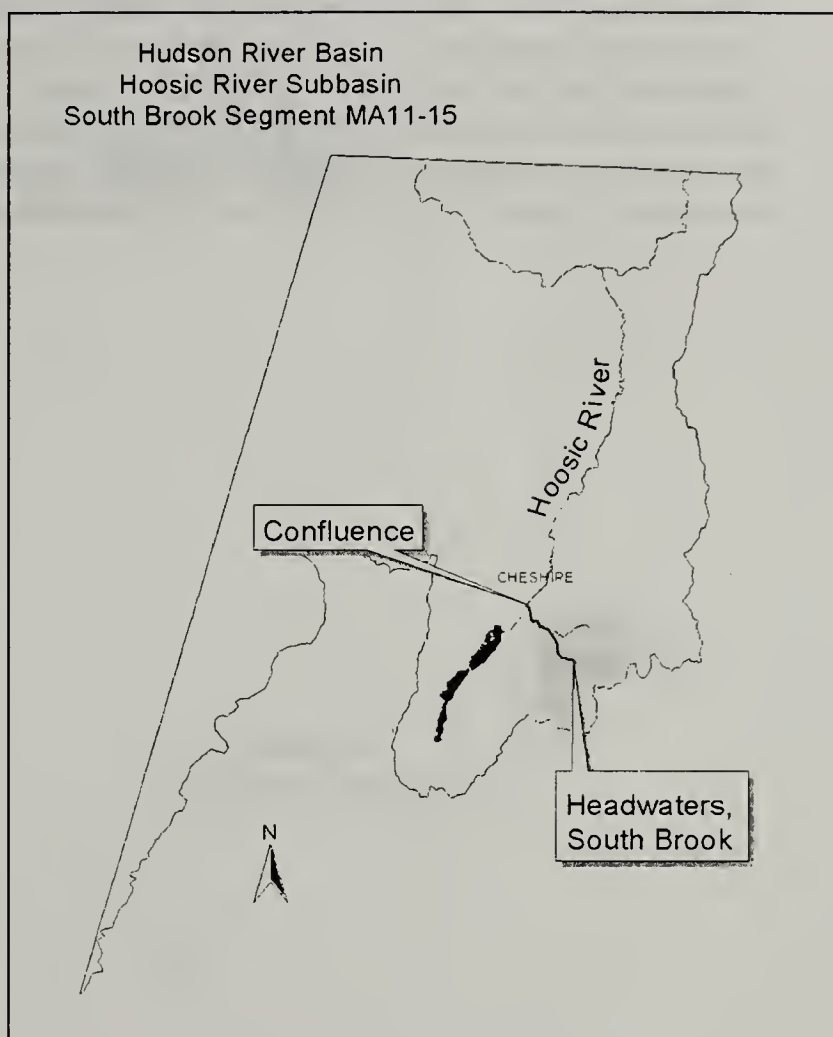 Hudson River Basin
Hoosic River Subbasin
South Brook Segment MA11-15
Hoosic River
Confluence
CHESHIRE
Headwaters,
South Brook
N